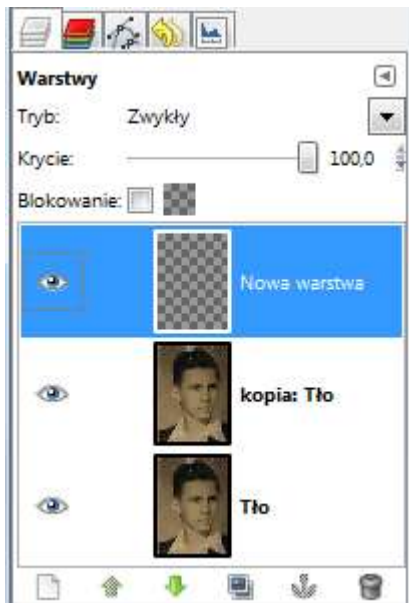 Warstwy
Tryb: Zwykły
Krycie: 100,0
Blokowanie:
Nowa warstwa
kopia: Tło
Tło